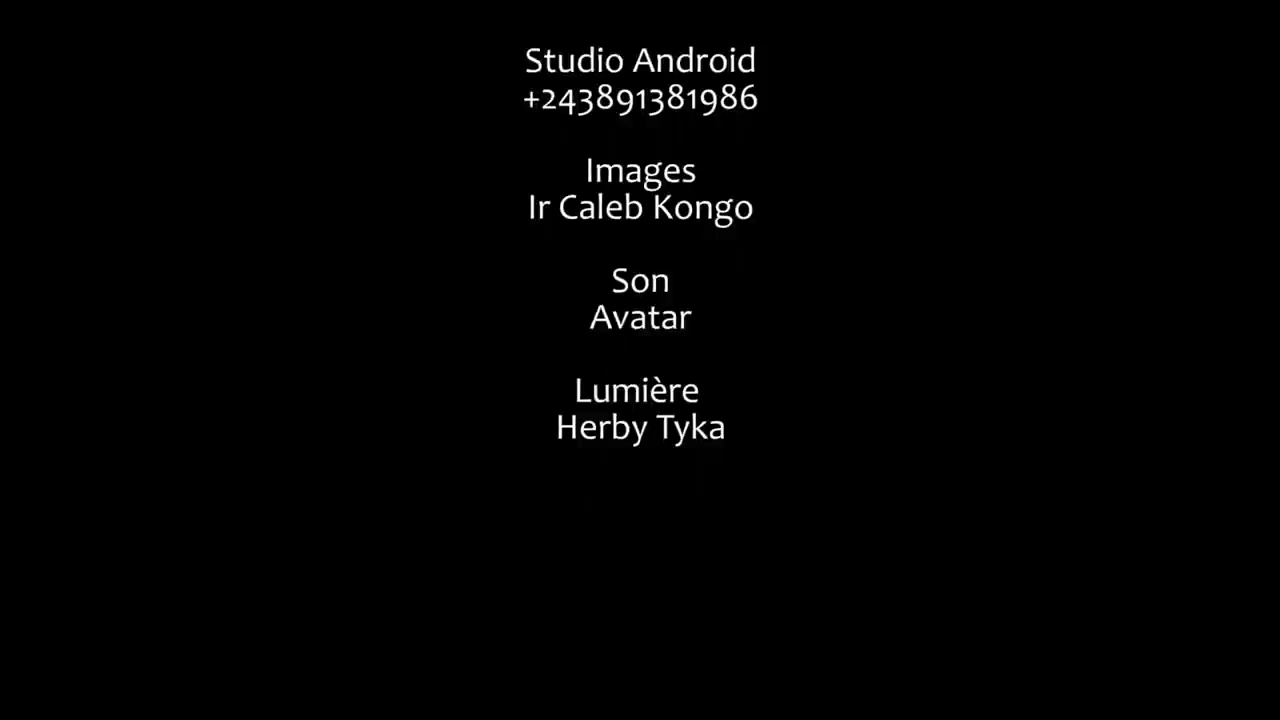 Studio Android
+243891381986
Images
Ir Caleb Kongo
Son
Avatar
Lumière
Herby Tyka